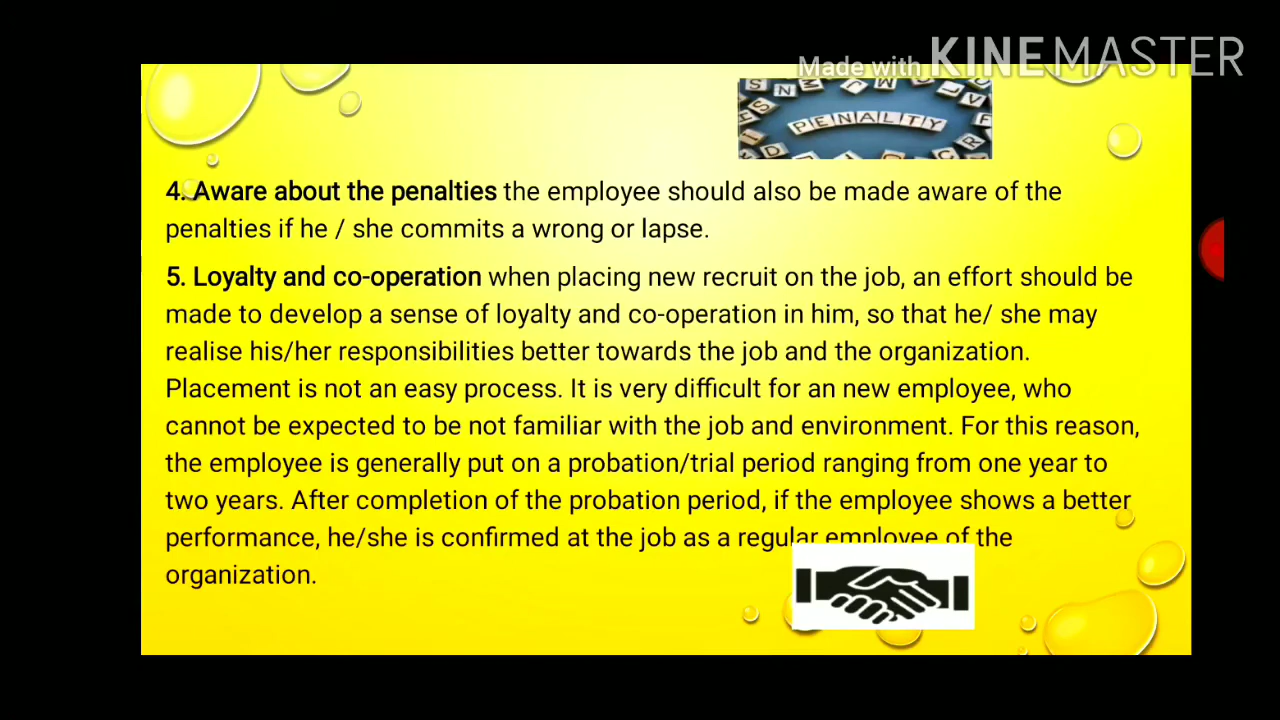 Made with KINEMASTER
PENALITY
4. Aware about the penalties the employee should also be made aware of the
penalties if he / she commits a wrong or lapse.
5. Loyalty and co-operation when placing new recruit on the job, an effort should be
made to develop a sense of loyalty and co-operation in him, so that he/ she may
realise his/her responsibilities better towards the job and the organization.
Placement is not an easy process. It is very difficult for an new employee, who
cannot be expected to be not familiar with the job and environment. For this reason,
the employee is generally put on a probation/trial period ranging from one year to
two years. After completion of the probation period, if the employee shows a better
performance, he/she is confirmed at the job as a regular employee of the
organization.